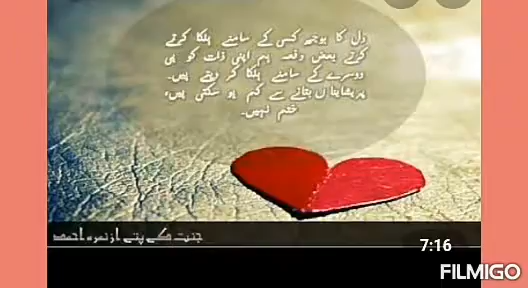 دل کا بوجھ کسی کے سامنے ہلکا کرتے
کرتے بعض دفعہ ہم اپنی ذات کو ہی
دوسرے کے سامنے ہلکا کر دیتے ہیں۔
پریشانیاں بتانے سے کم ہو سکتی ہیں،
ختم نہیں۔
جنت کے پتے از نمرہ احمد
7:16
FILMIGO